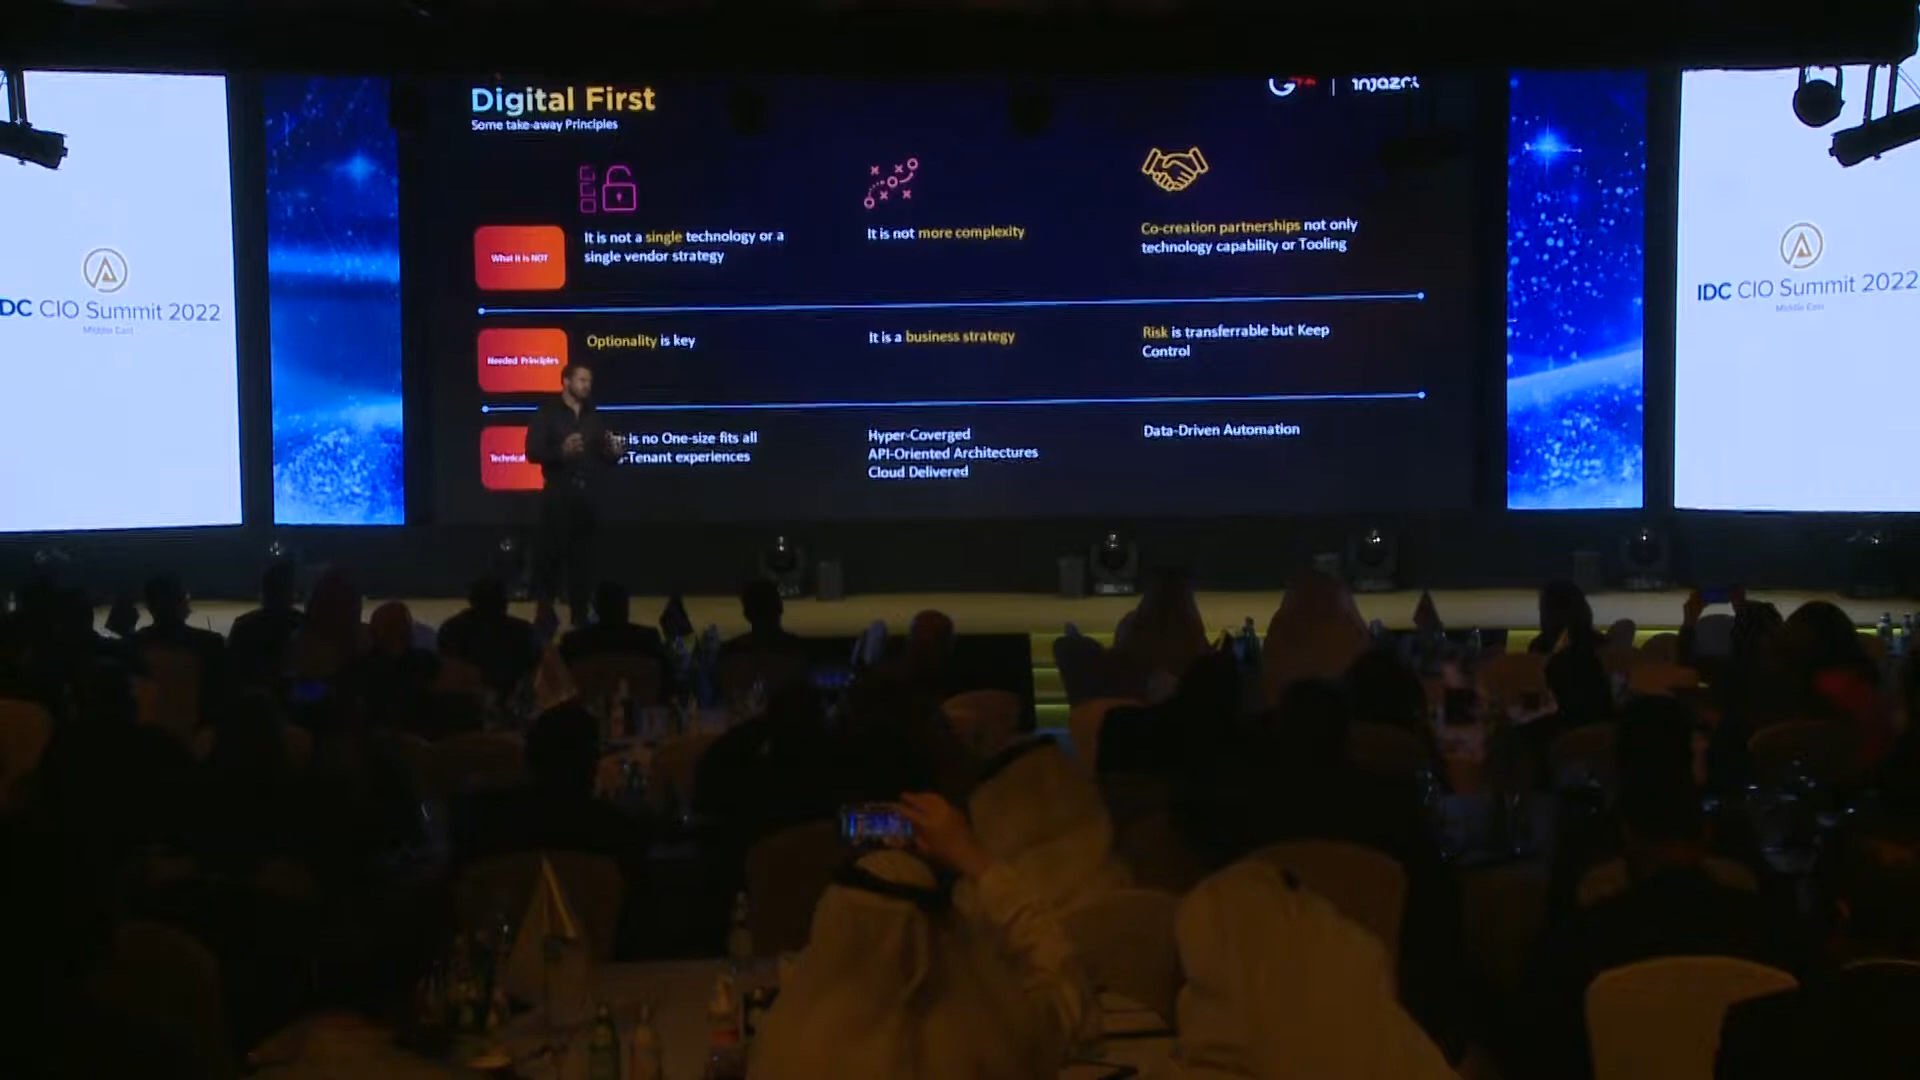 Digital First
Some take-away Principles
injazat
What it is NOT
It is not a single technology or a
single vendor strategy
It is not more complexity
Co-creation partnerships not only
technology capability or Tooling
Needed Principles
Optionality is key
It is a business strategy
Risk is transferrable but Keep
Control
Technical
is no One-size fits all
-Tenant experiences
Hyper-Coverged
API-Oriented Architectures
Cloud Delivered
Data-Driven Automation
DC CIO Summit 2022
Middle East
IDC CIO Summit 2022
Middle East